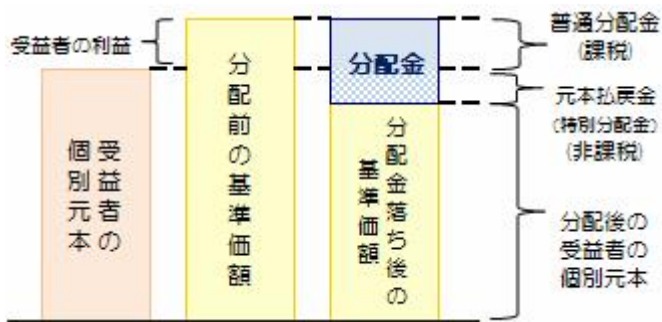 受益者の利益
受益者の
個別元本
分配前の基準価額
分配金
分配金落ち後の
基準価額
普通分配金
(課税)
元本払戻金
(特別分配金)
(非課税)
分配後の
受益者の
個別元本